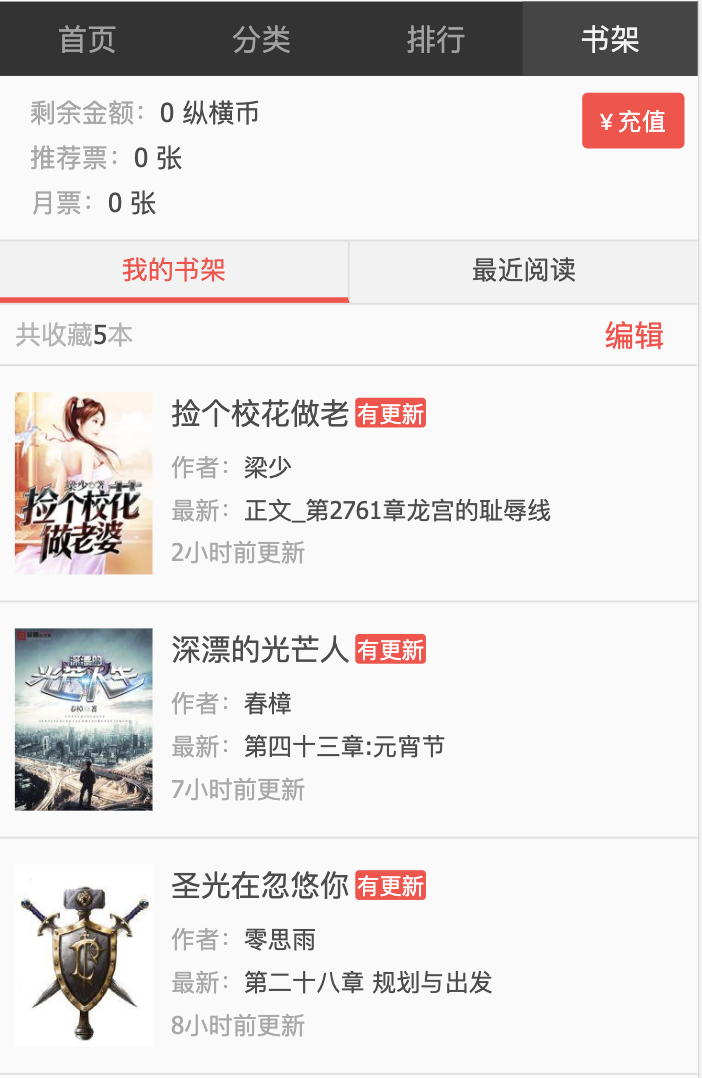 首页 分类 排行 书架
剩余金额：0 纵横币
¥充值
推荐票：0 张
月票：0 张
我的书架 最近阅读
共收藏5本 编辑
捡个校花做老 有更新
作者：梁少
最新：正文_第2761章龙宫的耻辱线
2小时前更新
梁少◎著
捡个校花
做老婆
深漂的光芒人 有更新
作者：春樟
最新：第四十三章:元宵节
7小时前更新
深漂的
光芒人生
春樟◎著
圣光在忽悠你 有更新
作者：零思雨
最新：第二十八章 规划与出发
8小时前更新